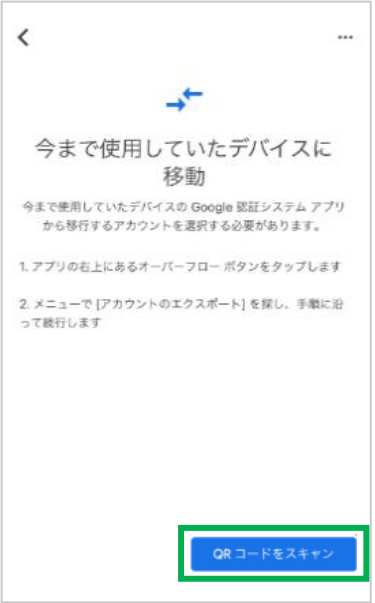 今まで使用していたデバイスに
移動
今まで使用していたデバイスの Google 認証システム アプリ
から移行するアカウントを選択する必要があります。
1. アプリの右上にあるオーバーフロー ボタンをタップします
2. メニューで [アカウントのエクスポート] を探し、手順に沿
って続行します
QR コードをスキャン